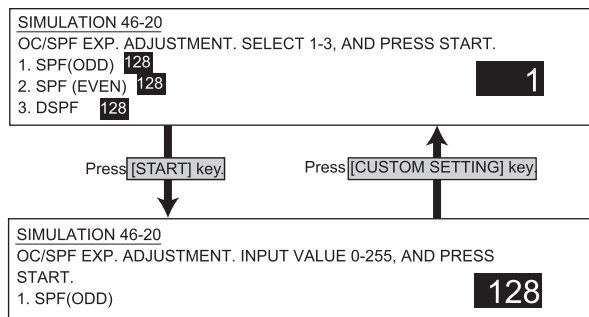 SIMULATION 46-20
OC/SPF EXP. ADJUSTMENT. SELECT 1-3, AND PRESS START.
1. SPF(ODD) 128
2. SPF (EVEN) 128
3. DSPF 128
1
Press [START] key.
Press [CUSTOM SETTING] key.
SIMULATION 46-20
OC/SPF EXP. ADJUSTMENT. INPUT VALUE 0-255, AND PRESS
START.
1. SPF(ODD)
128